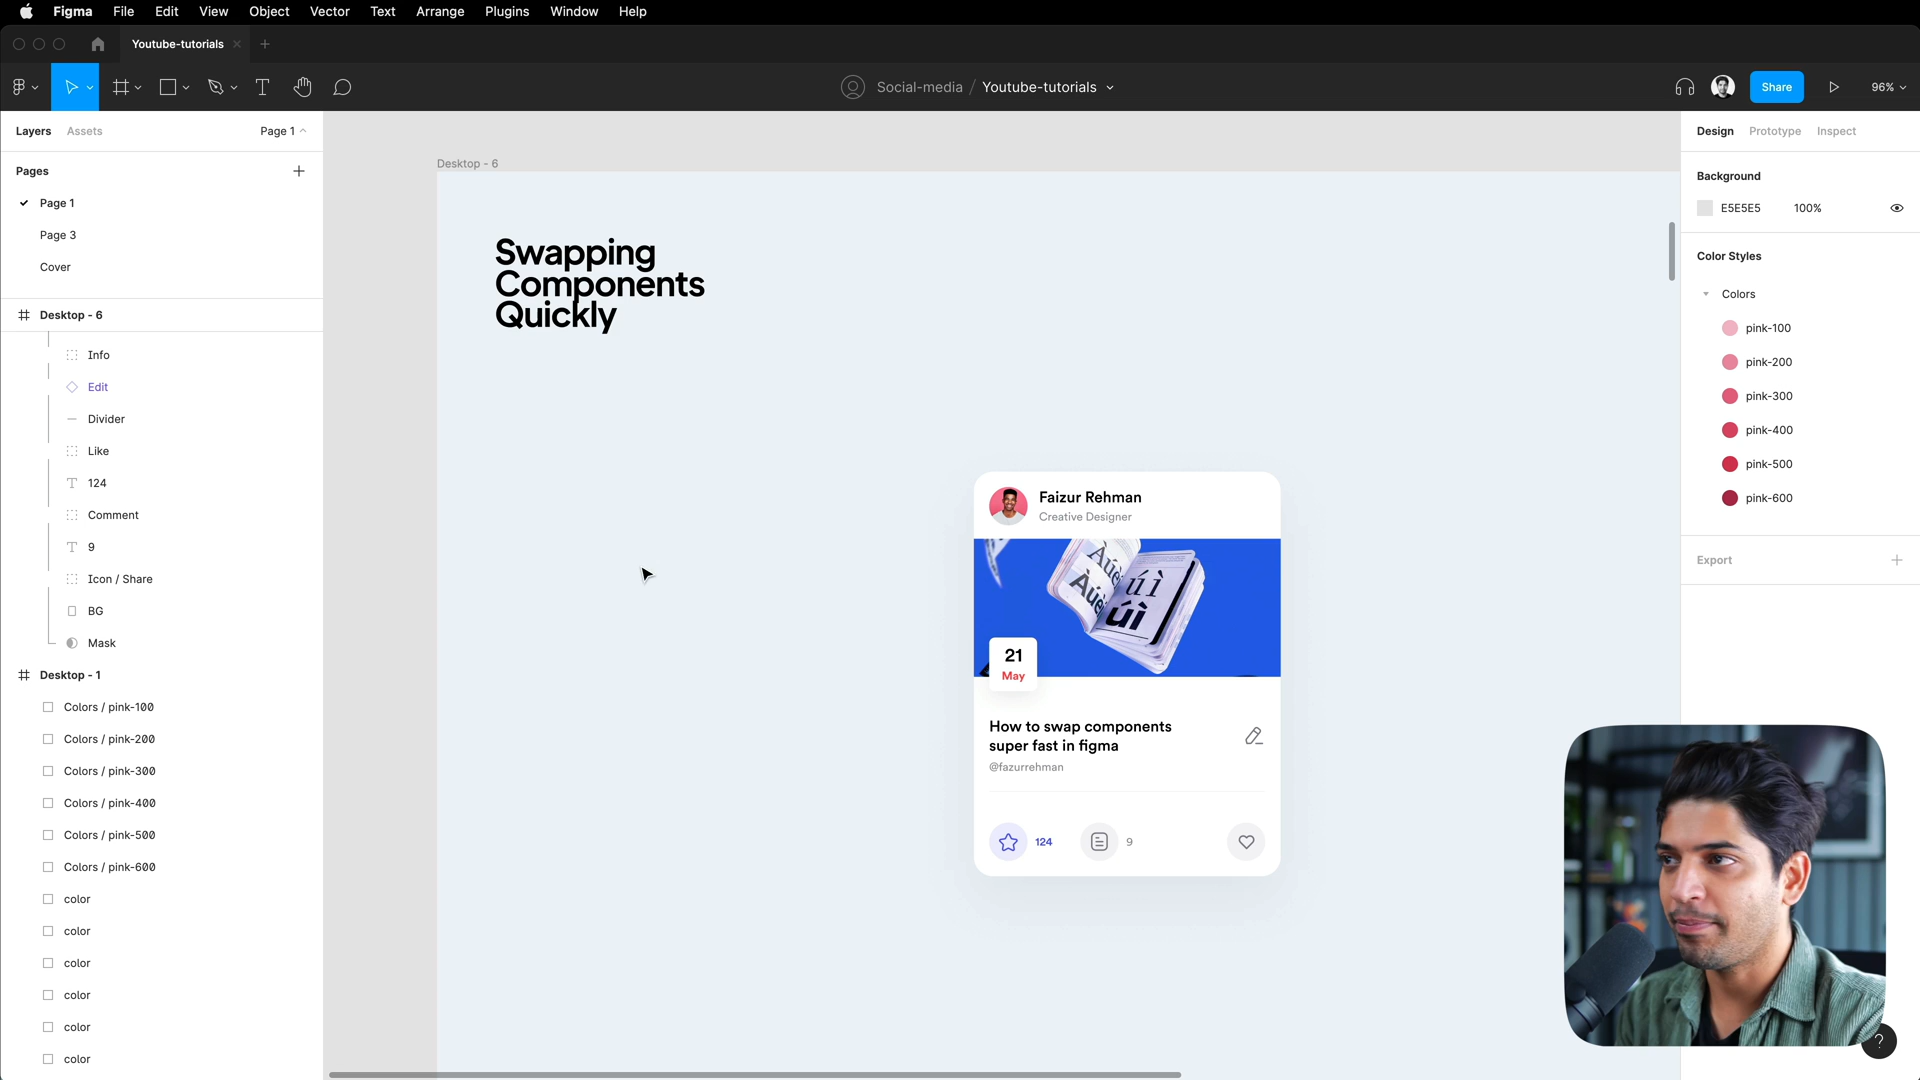 Figma File Edit View Object Vector Text Arrange Plugins Window Help
Youtube-tutorials
Social-media / Youtube-tutorials
Share
96%
Layers Assets Page 1
Pages
Page 1
Page 3
Cover
Desktop - 6
Info
Edit
Divider
Like
124
Comment
9
Icon / Share
BG
Mask
Desktop - 1
Colors / pink-100
Colors / pink-200
Colors / pink-300
Colors / pink-400
Colors / pink-500
Colors / pink-600
color
color
color
color
color
color
Desktop - 6
Swapping
Components
Quickly
Faizur Rehman
Creative Designer
Àúeì
Àúeì
úì
úì
21
May
How to swap components
super fast in figma
@fazurrehman
124
9
Design Prototype Inspect
Background
E5E5E5 100%
Color Styles
Colors
pink-100
pink-200
pink-300
pink-400
pink-500
pink-600
Export
?